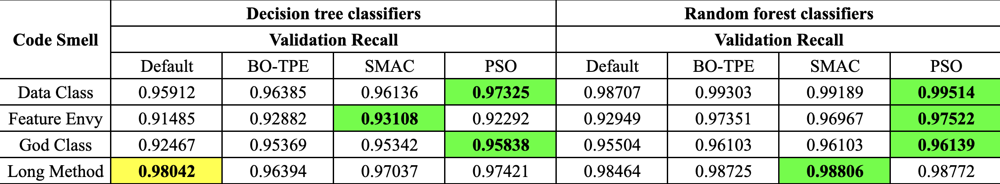 Decision tree classifiers Random forest classifiers
Code Smell Validation Recall Validation Recall
Default BO-TPE SMAC PSO Default BO-TPE SMAC PSO
Data Class 0.95912 0.96385 0.96136 0.97325 0.98707 0.99303 0.99189 0.99514
Feature Envy 0.91485 0.92882 0.93108 0.92292 0.92949 0.97351 0.96967 0.97522
God Class 0.92467 0.95369 0.95342 0.95838 0.95504 0.96103 0.96103 0.96139
Long Method 0.98042 0.96394 0.97037 0.97421 0.98464 0.98725 0.98806 0.98772